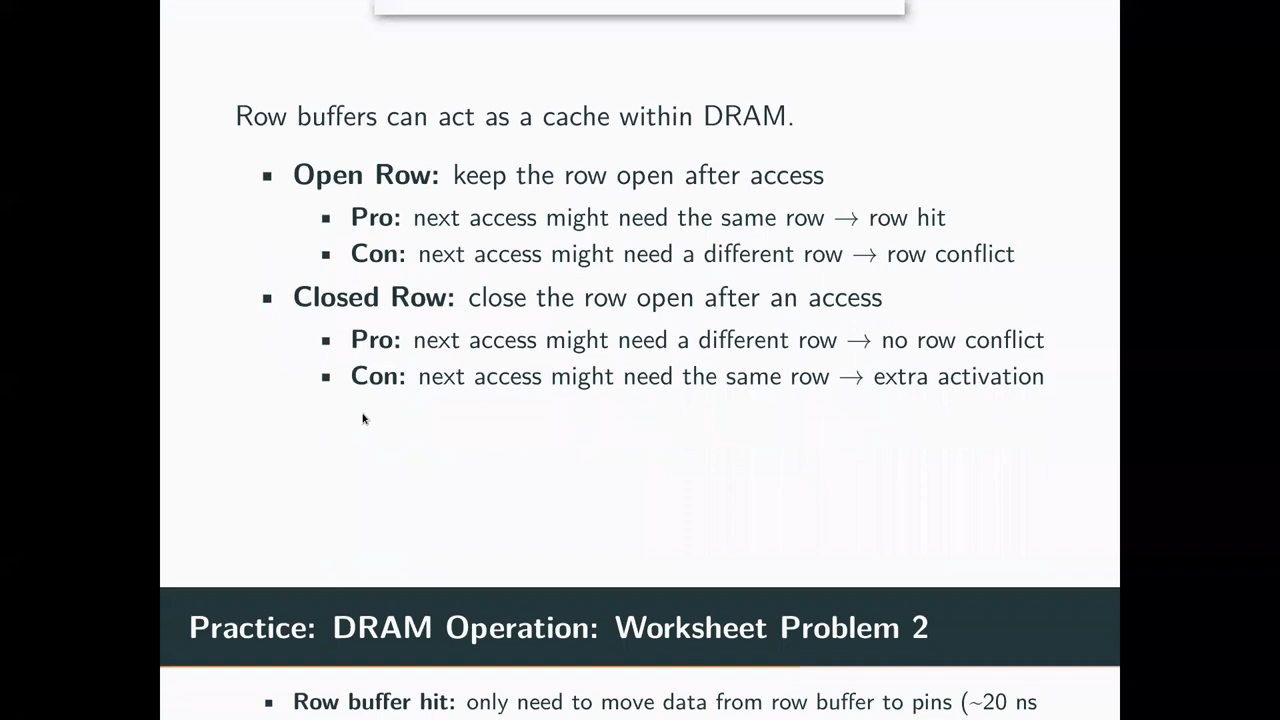 Row buffers can act as a cache within DRAM.
▪ Open Row: keep the row open after access
▪ Pro: next access might need the same row → row hit
▪ Con: next access might need a different row → row conflict
▪ Closed Row: close the row open after an access
▪ Pro: next access might need a different row → no row conflict
▪ Con: next access might need the same row → extra activation
Practice: DRAM Operation: Worksheet Problem 2
▪ Row buffer hit: only need to move data from row buffer to pins (~20 ns